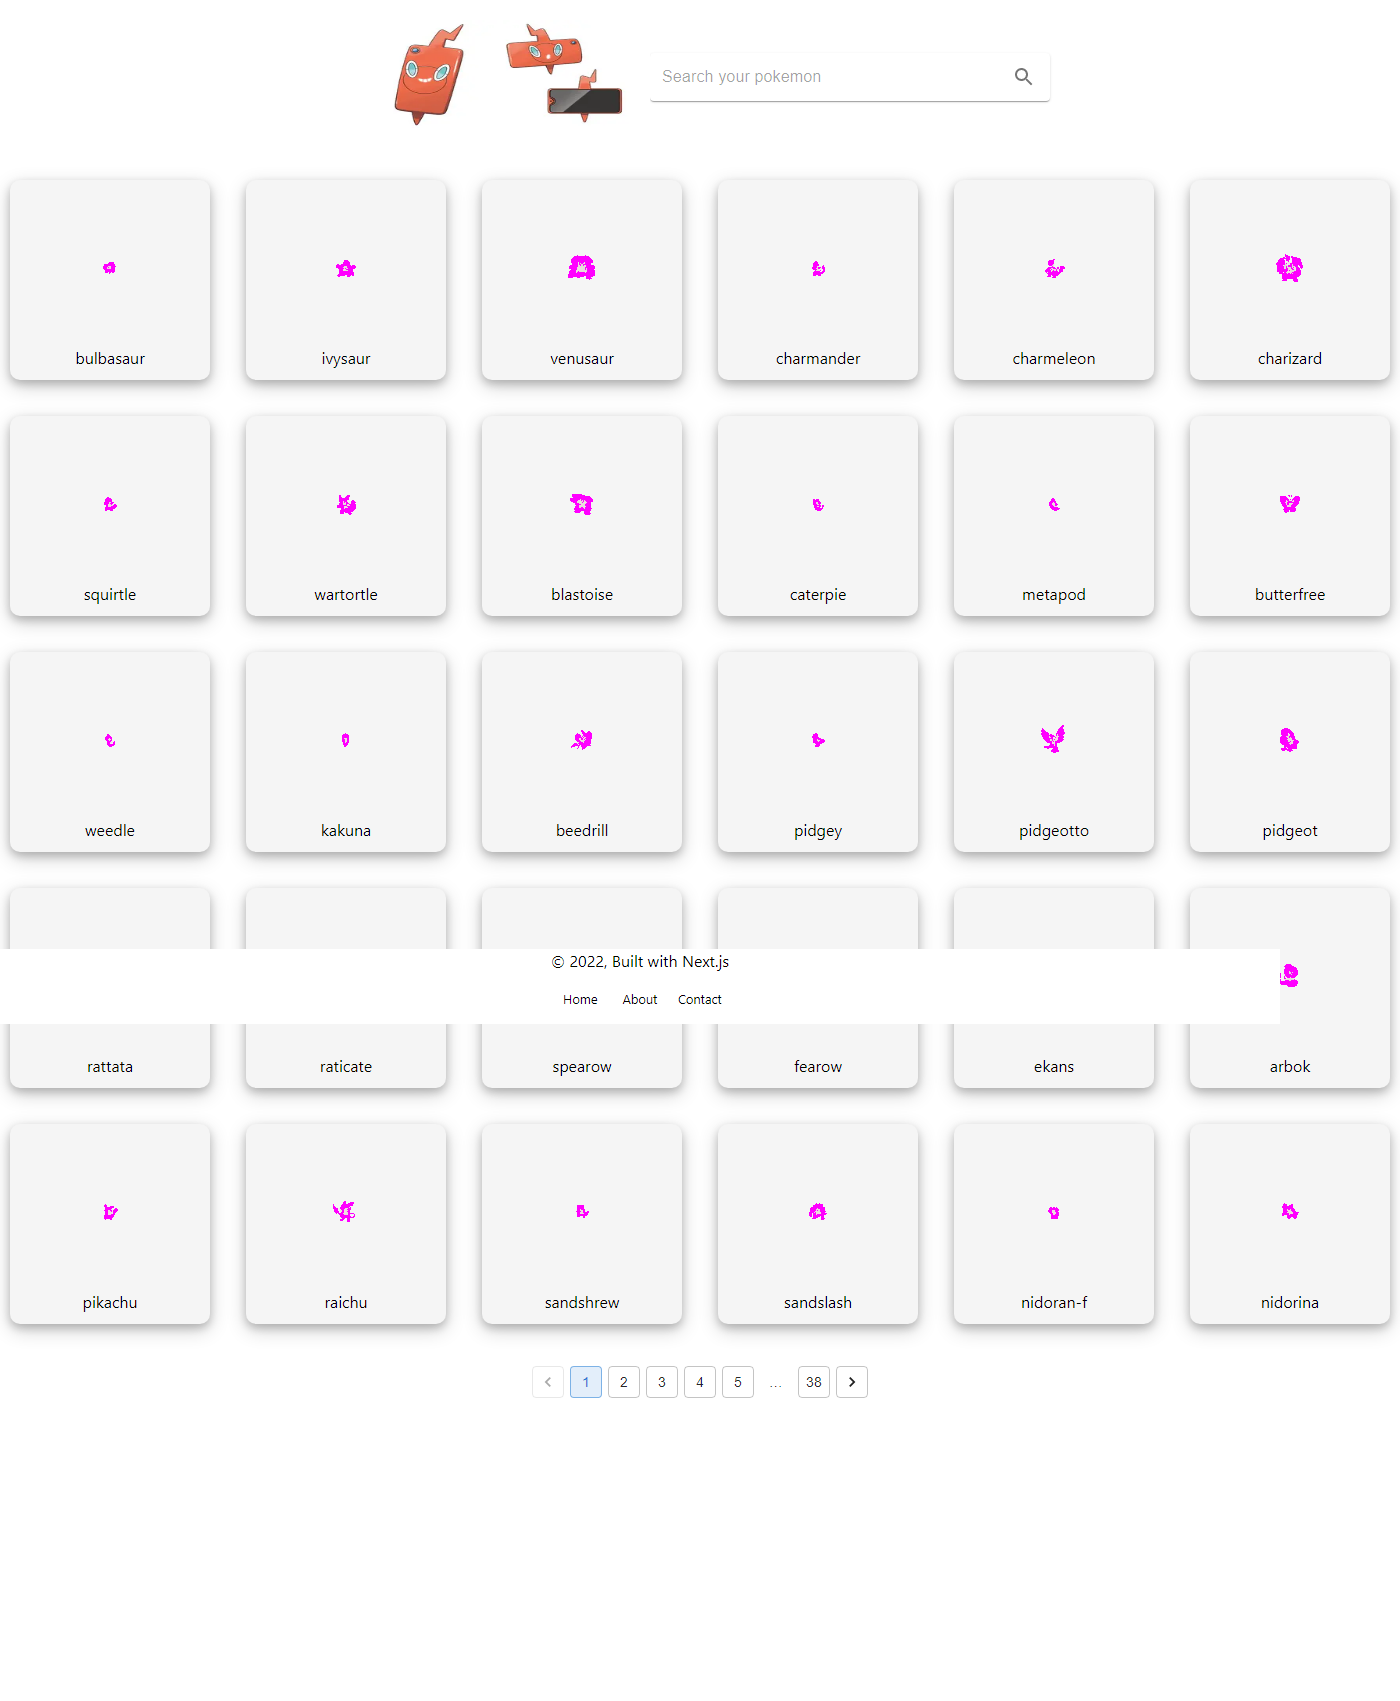 Search your pokemon
bulbasaur
ivysaur
venusaur
charmander
charmeleon
charizard
squirtle
wartortle
blastoise
caterpie
metapod
butterfree
weedle
kakuna
beedrill
pidgey
pidgeotto
pidgeot
© 2022, Built with Next.js
Home About Contact
rattata
raticate
spearow
fearow
ekans
arbok
pikachu
raichu
sandshrew
sandslash
nidoran-f
nidorina
1 2 3 4 5 ... 38